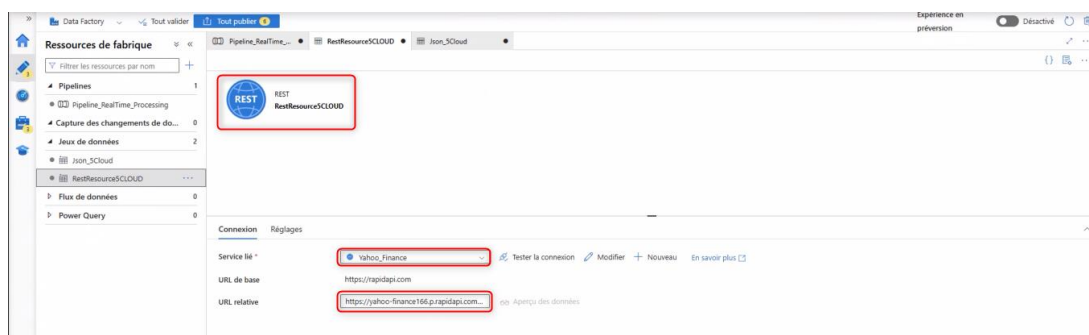 Data Factory
Tout valider
Tout publier 6
Expérience en préversion
Désactivé
Ressources de fabrique
Filtrer les ressources par nom
Pipelines 1
Pipeline_RealTime_Processing
Capture des changements de do... 0
Jeux de données 2
Json_5Cloud
RestResource5CLOUD
Flux de données 0
Power Query 0
Pipeline_RealTime_...
RestResource5CLOUD
Json_5Cloud
REST
REST
RestResource5CLOUD
Connexion Réglages
Service lié *
Yahoo_Finance
Tester la connexion
Modifier
Nouveau
En savoir plus
URL de base
https://rapidapi.com
URL relative
https://yahoo-finance166.p.rapidapi.com...
Aperçu des données